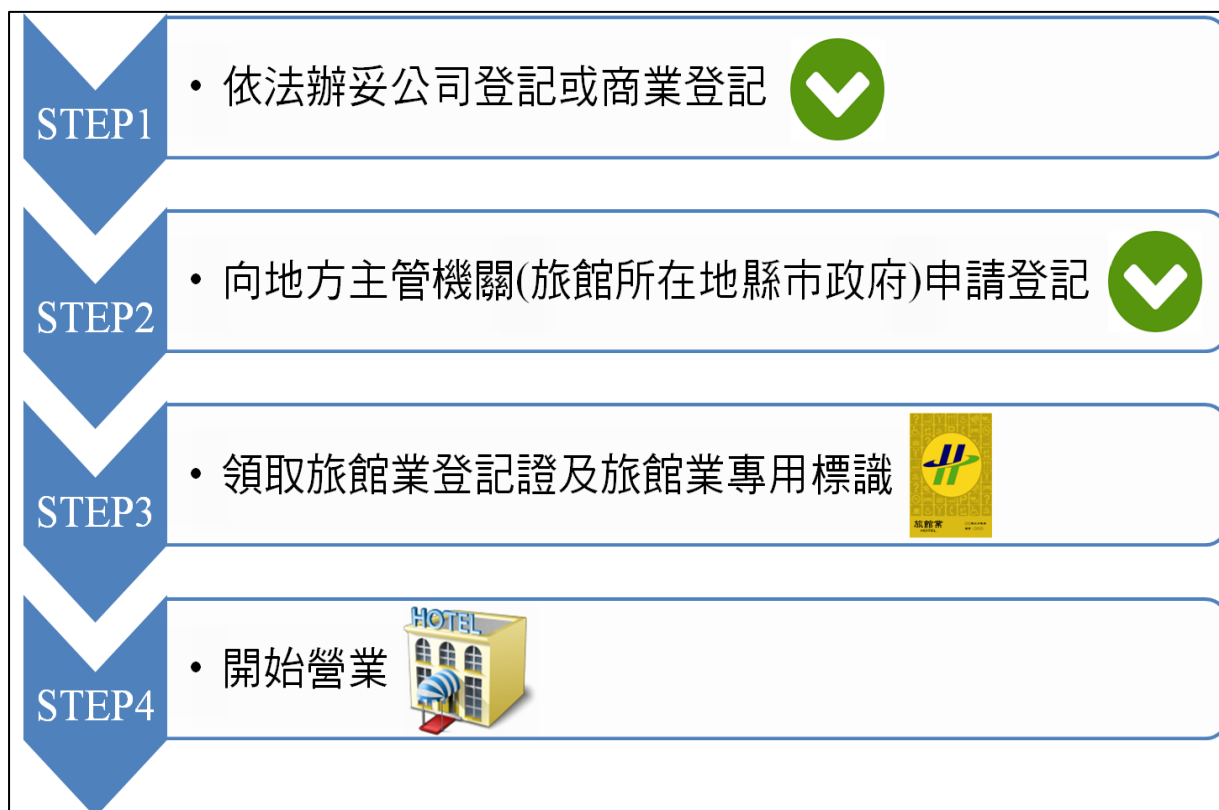 STEP1
• 依法辦妥公司登記或商業登記
STEP2
• 向地方主管機關(旅館所在地縣市政府)申請登記
STEP3
• 領取旅館業登記證及旅館業專用標識
旅館業
HOTEL
STEP4
• 開始營業
HOTEL